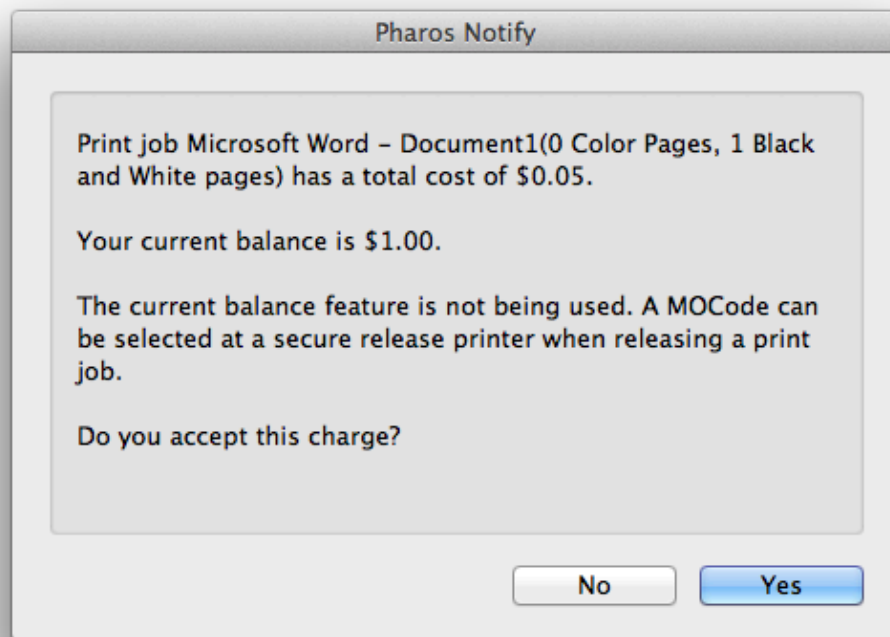 Pharos Notify
Print job Microsoft Word – Document1(0 Color Pages, 1 Black
and White pages) has a total cost of $0.05.
Your current balance is $1.00.
The current balance feature is not being used. A MOCode can
be selected at a secure release printer when releasing a print
job.
Do you accept this charge?
No
Yes